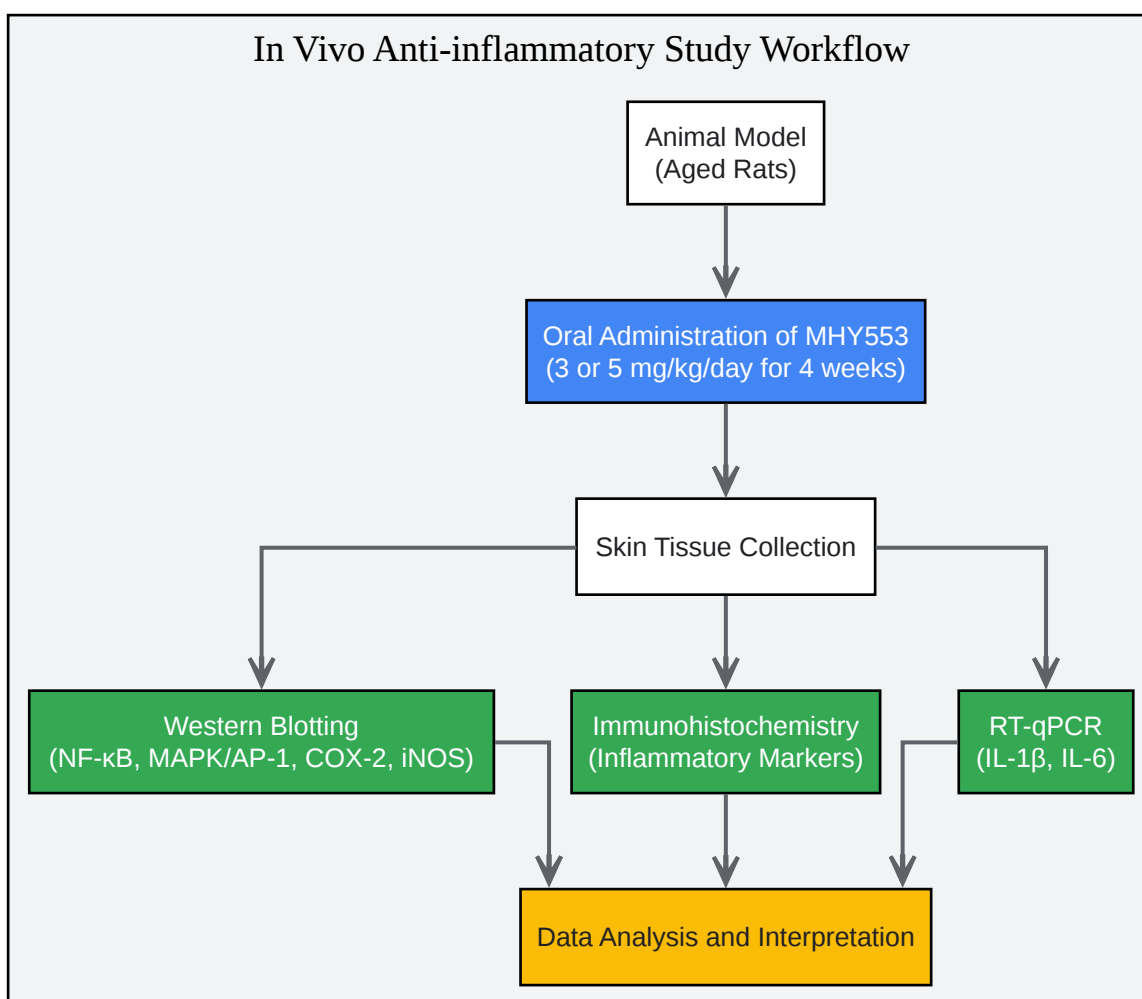 In Vivo Anti-inflammatory Study Workflow
Animal Model
(Aged Rats)
Oral Administration of MHY553
(3 or 5 mg/kg/day for 4 weeks)
Skin Tissue Collection
Western Blotting
(NF-κB, MAPK/AP-1, COX-2, iNOS)
Immunohistochemistry
(Inflammatory Markers)
RT-qPCR
(IL-1β, IL-6)
Data Analysis and Interpretation